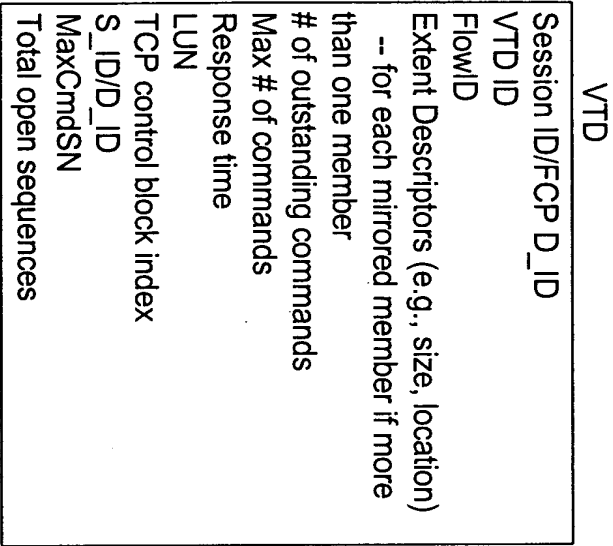 VTD
Session ID/FCP D_ID
VTD ID
FlowID
Extent Descriptors (e.g., size, location)
-- for each mirrored member if more
than one member
# of outstanding commands
Max # of commands
Response time
LUN
TCP control block index
S_ID/D_ID
MaxCmdSN
Total open sequences